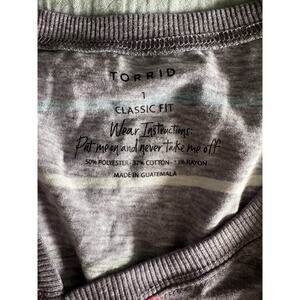 TORRID
1
CLASSIC FIT
Wear Instructions:
Put me on and never take me off
50% POLYESTER • 37% COTTON • 13% RAYON
MADE IN GUATEMALA